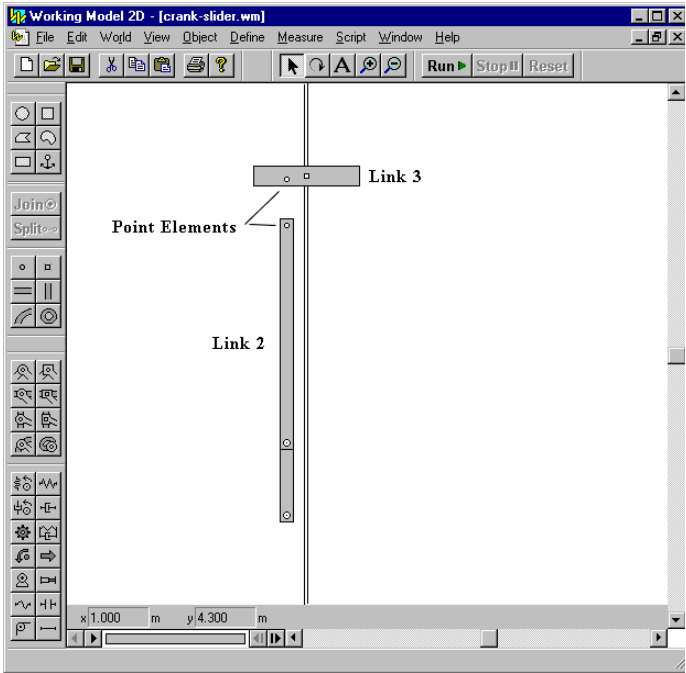 Working Model 2D - [crank-slider.wm]
File Edit World View Object Define Measure Script Window Help
A Run Stop Reset
Link 3
Join
Point Elements
Split
Link 2
x 1.000 m y 4.300 m